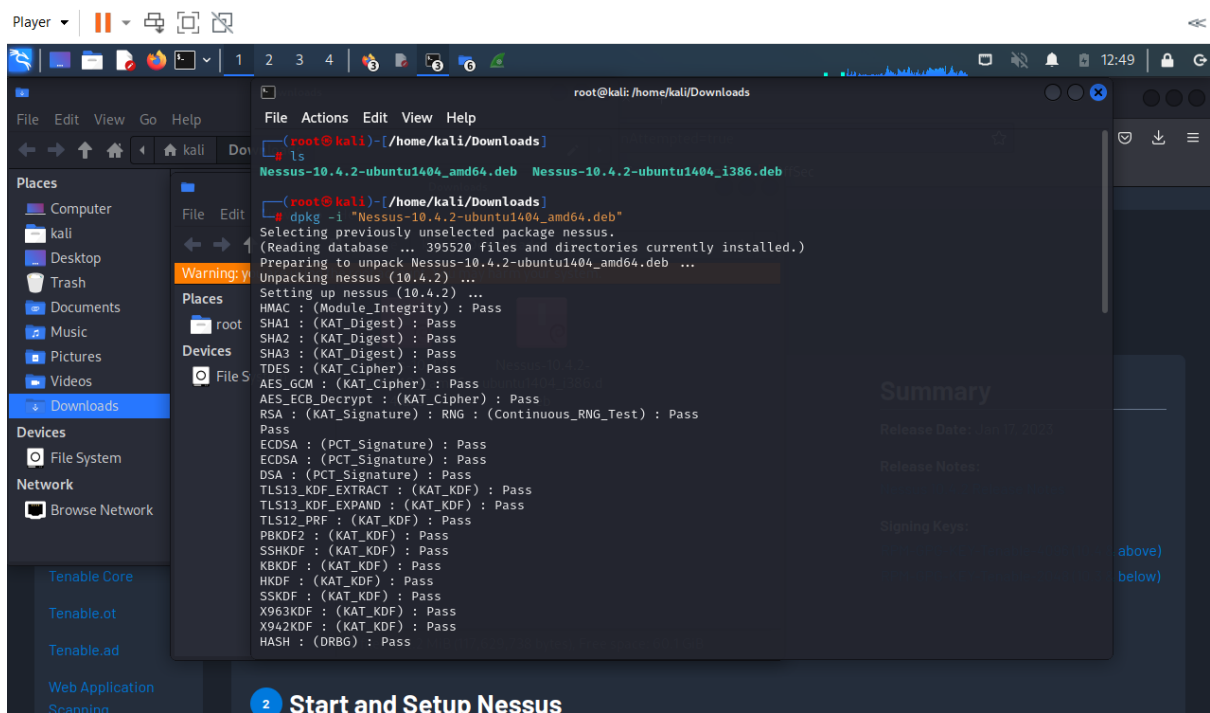 Player
1 2 3 4
12:49
File Edit View Go Help
kali
Places
Computer
kali
Desktop
Trash
Documents
Music
Pictures
Videos
Downloads
Devices
File System
Network
Browse Network
File Edit
Places
root
Devices
root@kali: /home/kali/Downloads
File Actions Edit View Help
┌──(root㉿kali)-[/home/kali/Downloads]
└─# ls
Nessus-10.4.2-ubuntu1404_amd64.deb Nessus-10.4.2-ubuntu1404_i386.deb
┌──(root㉿kali)-[/home/kali/Downloads]
└─# dpkg -i "Nessus-10.4.2-ubuntu1404_amd64.deb"
Selecting previously unselected package nessus.
(Reading database ... 395520 files and directories currently installed.)
Preparing to unpack Nessus-10.4.2-ubuntu1404_amd64.deb ...
Unpacking nessus (10.4.2) ...
Setting up nessus (10.4.2) ...
HMAC : (Module_Integrity) : Pass
SHA1 : (KAT_Digest) : Pass
SHA2 : (KAT_Digest) : Pass
SHA3 : (KAT_Digest) : Pass
TDES : (KAT_Cipher) : Pass
AES_GCM : (KAT_Cipher) : Pass
AES_ECB_Decrypt : (KAT_Cipher) : Pass
RSA : (KAT_Signature) : RNG : (Continuous_RNG_Test) : Pass
Pass
ECDSA : (PCT_Signature) : Pass
ECDSA : (PCT_Signature) : Pass
DSA : (PCT_Signature) : Pass
TLS13_KDF_EXTRACT : (KAT_KDF) : Pass
TLS13_KDF_EXPAND : (KAT_KDF) : Pass
TLS12_PRF : (KAT_KDF) : Pass
PBKDF2 : (KAT_KDF) : Pass
SSHKDF : (KAT_KDF) : Pass
KBKDF : (KAT_KDF) : Pass
HKDF : (KAT_KDF) : Pass
SSKDF : (KAT_KDF) : Pass
X963KDF : (KAT_KDF) : Pass
X942KDF : (KAT_KDF) : Pass
HASH : (DRBG) : Pass
Summary
Release Date:
Release Notes:
Signing Keys:
above)
below)
Tenable Core
Tenable.ot
Tenable.ad
Web Application
Scanning
2 Start and Setup Nessus